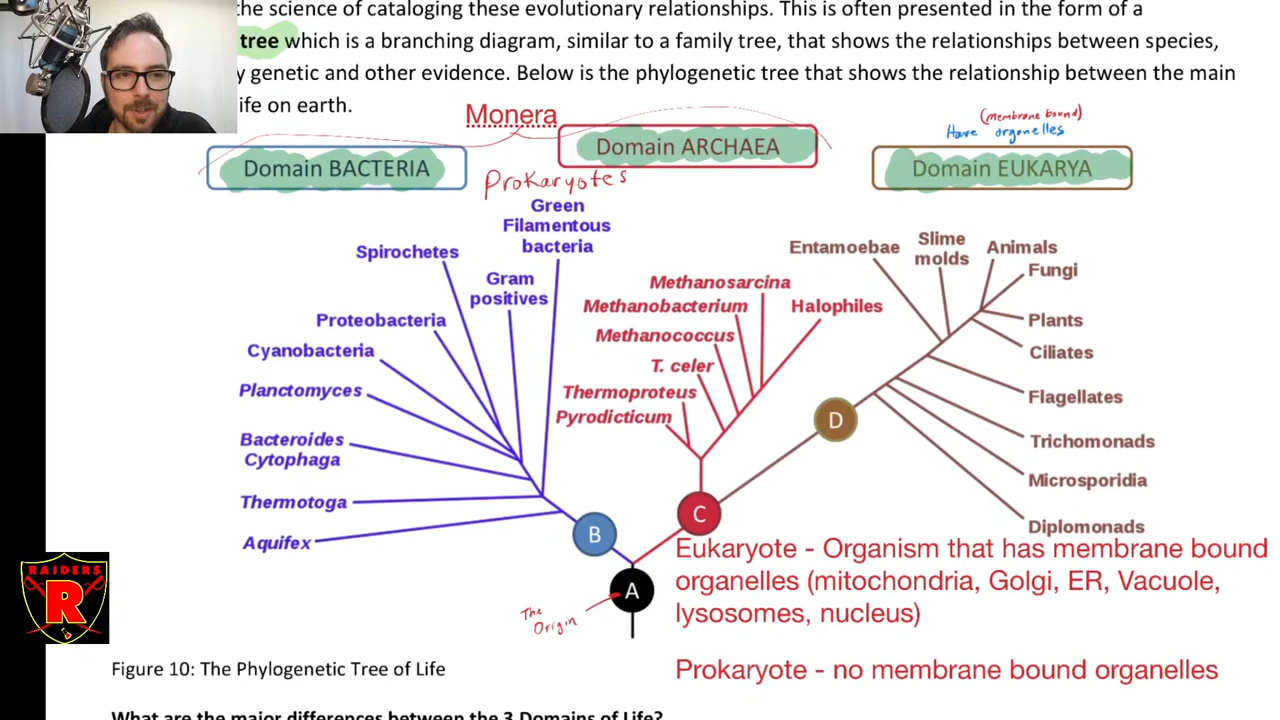 the science of cataloging these evolutionary relationships. This is often presented in the form of a
tree which is a branching diagram, similar to a family tree, that shows the relationships between species,
y genetic and other evidence. Below is the phylogenetic tree that shows the relationship between the main
ife on earth.
Monera
(membrane bound)
Have organelles
Domain BACTERIA
Domain ARCHAEA
Domain EUKARYA
Prokaryotes
Green
Filamentous
bacteria
Spirochetes
Gram
positives
Proteobacteria
Cyanobacteria
Planctomyces
Bacteroides
Cytophaga
Thermotoga
Aquifex
Methanosarcina
Methanobacterium
Halophiles
Methanococcus
T. celer
Thermoproteus
Pyrodicticum
Entamoebae
Slime
molds
Animals
Fungi
Plants
Ciliates
Flagellates
Trichomonads
Microsporidia
Diplomonads
D
C
B
A
The
Origin
Eukaryote - Organism that has membrane bound
organelles (mitochondria, Golgi, ER, Vacuole,
lysosomes, nucleus)
Prokaryote - no membrane bound organelles
RAIDERS
R
Figure 10: The Phylogenetic Tree of Life
What are the major differences between the 3 Domains of Life?